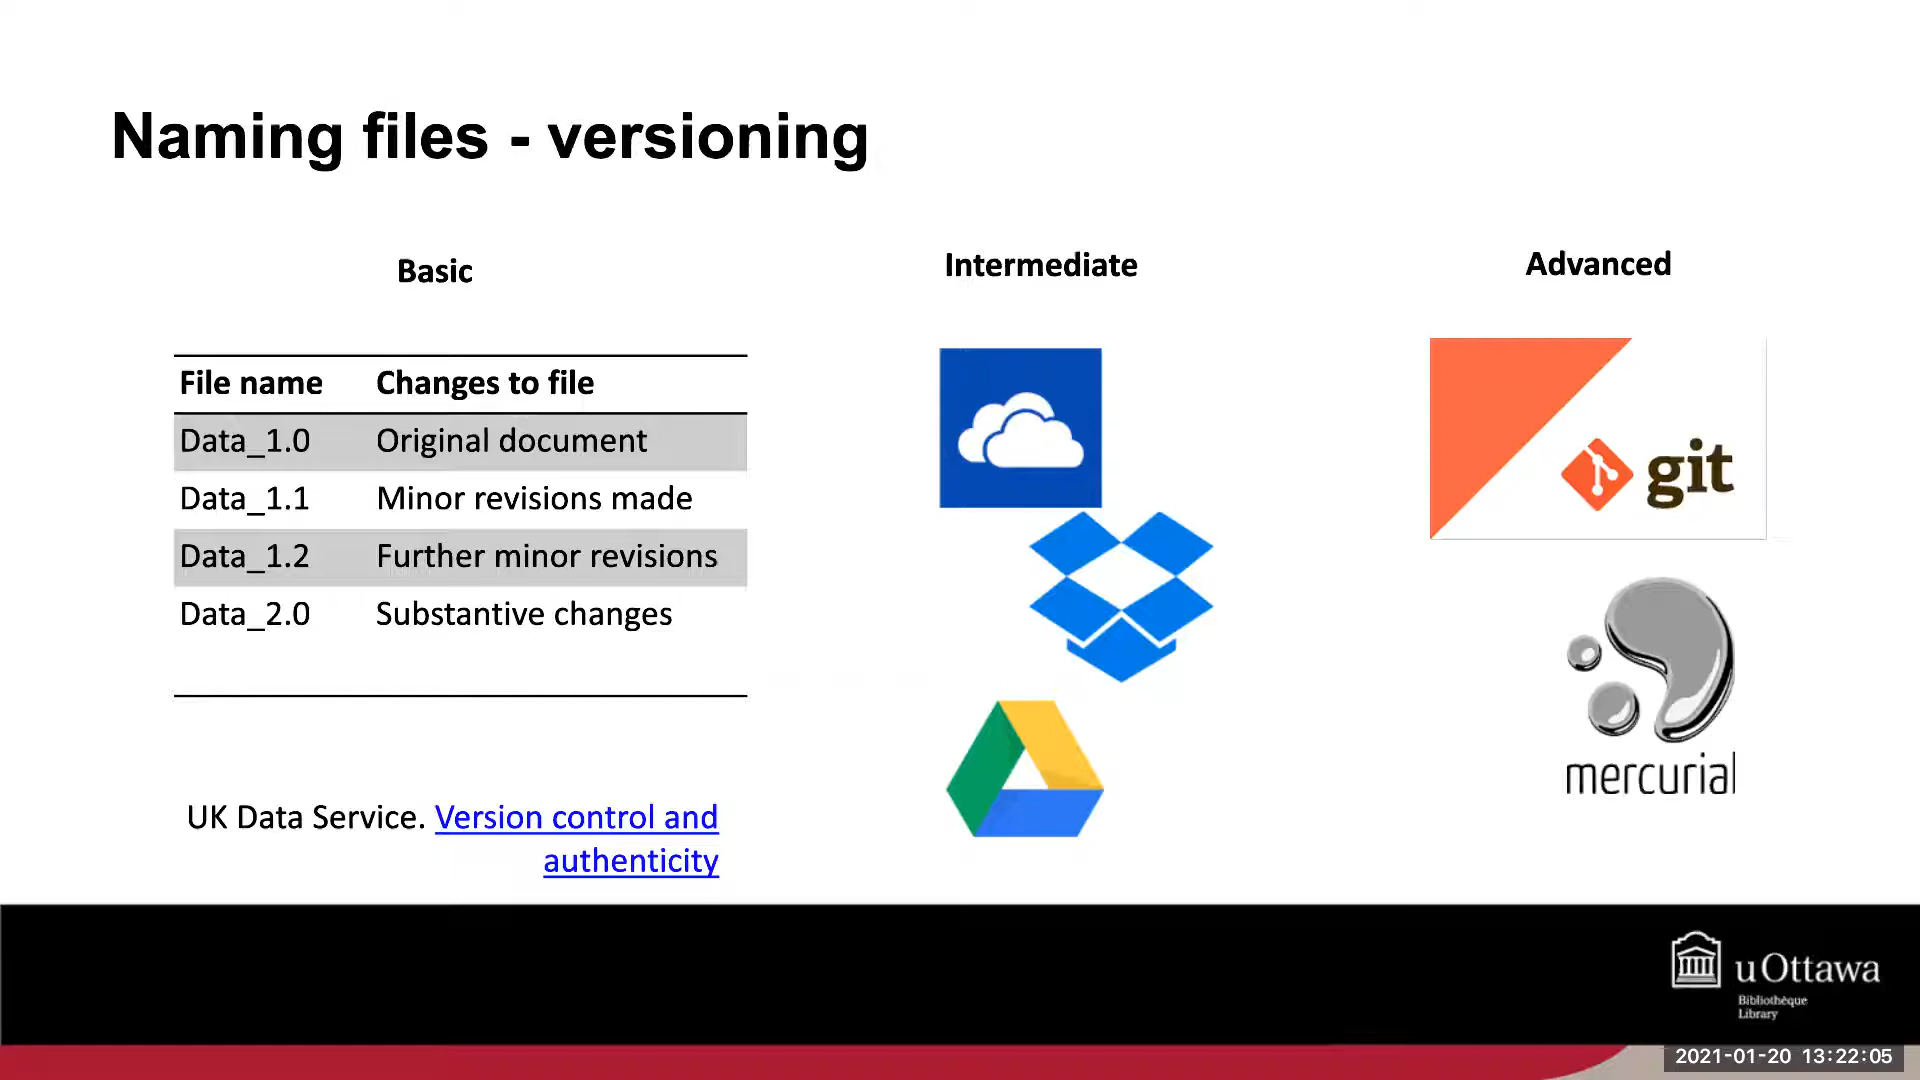 Naming files - versioning
Basic
File name Changes to file
Data_1.0 Original document
Data_1.1 Minor revisions made
Data_1.2 Further minor revisions
Data_2.0 Substantive changes
UK Data Service. Version control and
authenticity
Intermediate
Advanced
git
mercurial
uOttawa
Bibliothèque
Library
2021-01-20 13:22:05